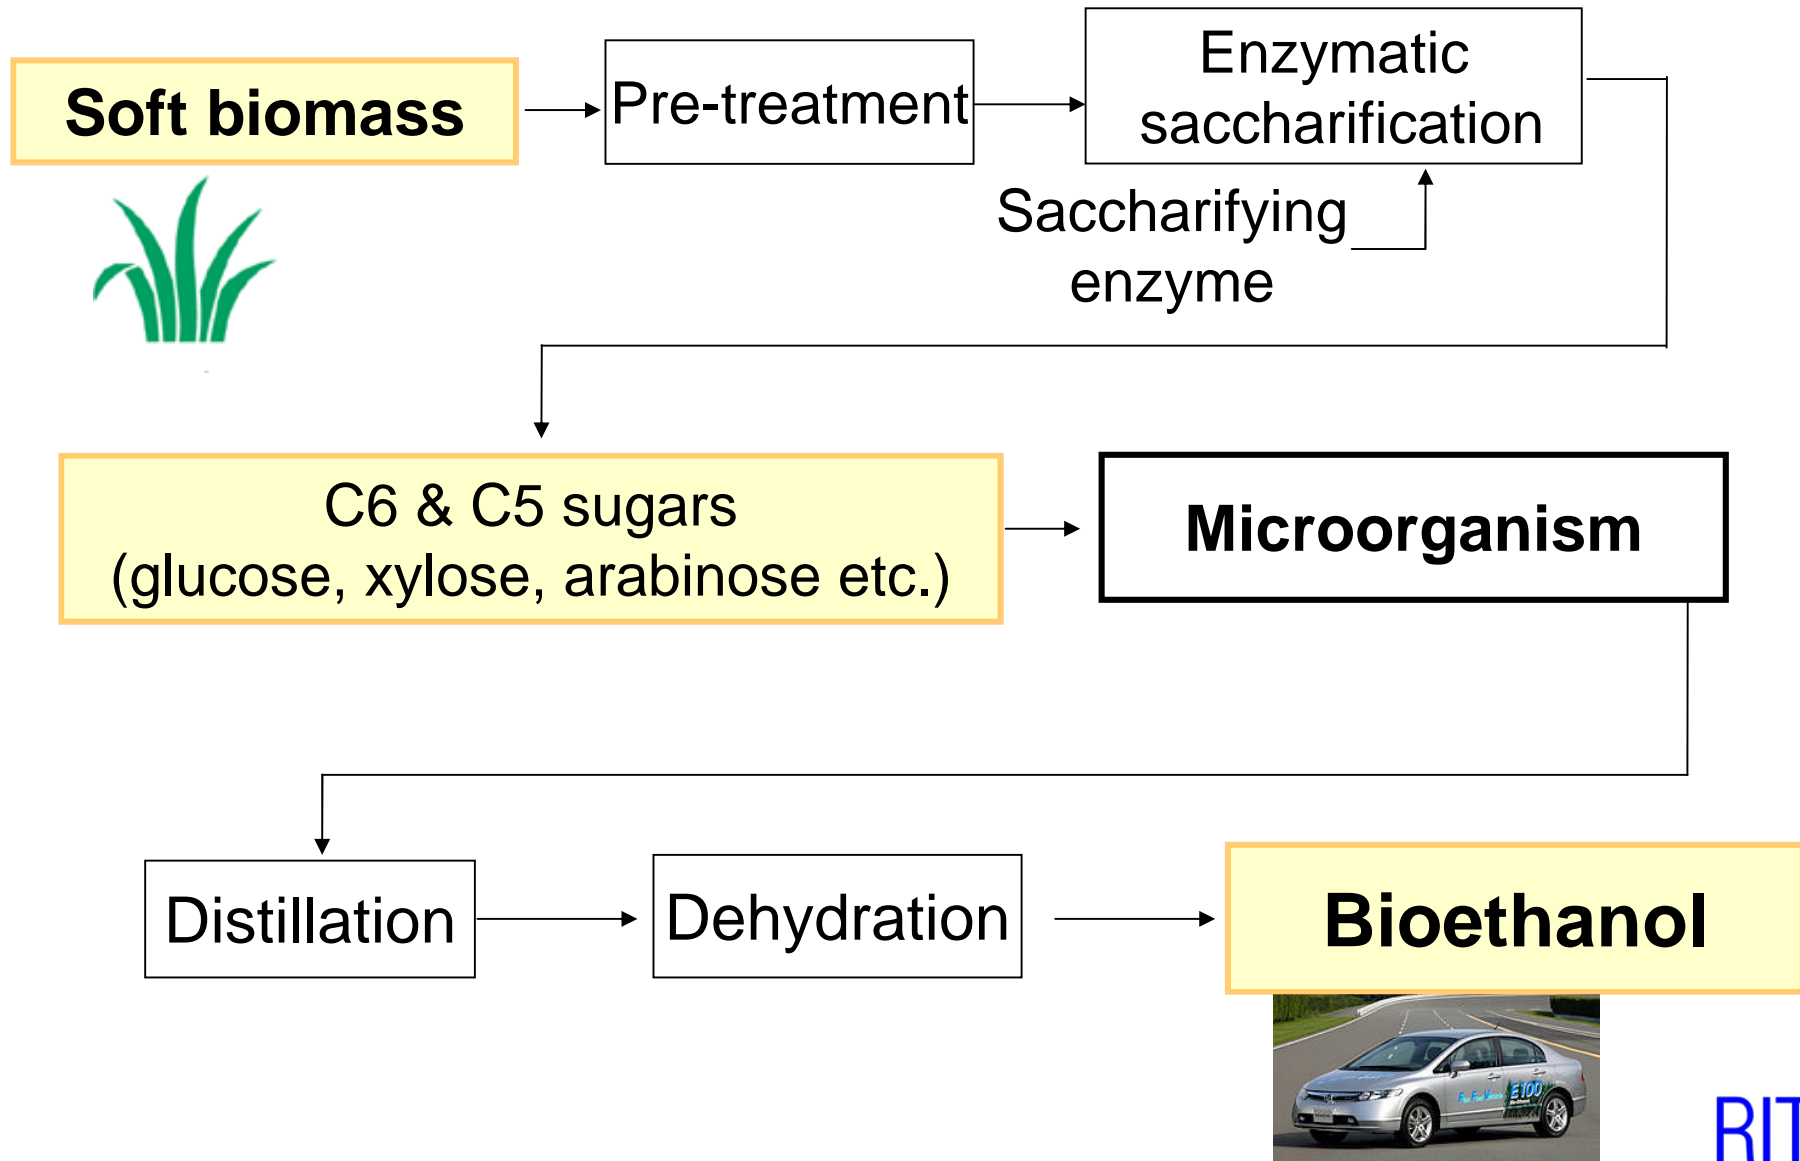 Soft biomass
Pre-treatment
Enzymatic
saccharification
Saccharifying
enzyme
C6 & C5 sugars
(glucose, xylose, arabinose etc.)
Microorganism
Distillation
Dehydration
Bioethanol
E100
RIT